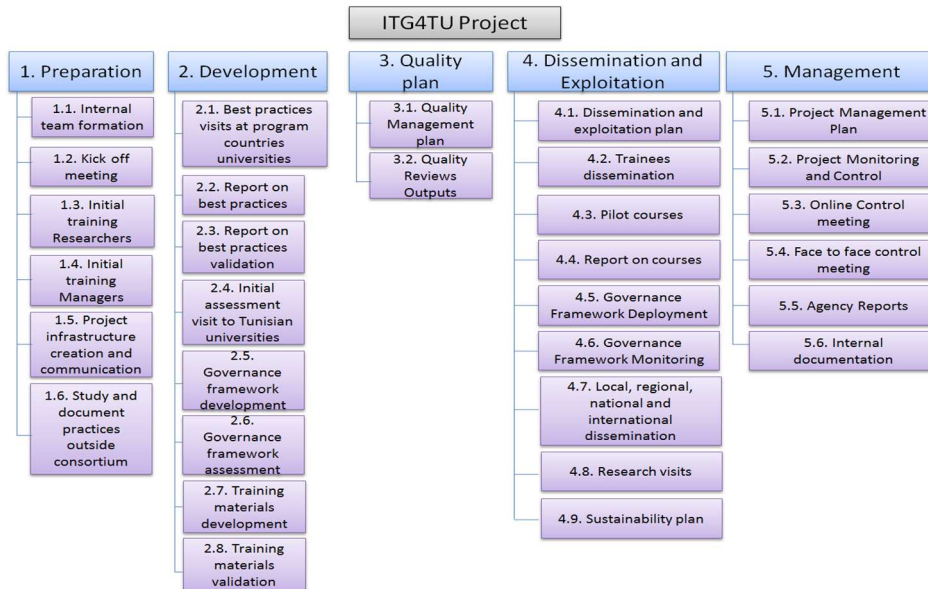 ITG4TU Project
1. Preparation
1.1. Internal
team formation
1.2. Kick off
meeting
1.3. Initial
training
Researchers
1.4. Initial
training
Managers
1.5. Project
infrastructure
creation and
communication
1.6. Study and
document
practices
outside
consortium
2. Development
2.1. Best practices
visits at program
countries
universities
2.2. Report on
best practices
2.3. Report on
best practices
validation
2.4. Initial
assessment
visit to Tunisian
universities
2.5.
Governance
framework
development
2.6.
Governance
framework
assessment
2.7. Training
materials
development
2.8. Training
materials
validation
3. Quality
plan
3.1. Quality
Management
plan
3.2. Quality
Reviews
Outputs
4. Dissemination and
Exploitation
4.1. Dissemination and
exploitation plan
4.2. Trainees
dissemination
4.3. Pilot courses
4.4. Report on courses
4.5. Governance
Framework Deployment
4.6. Governance
Framework Monitoring
4.7. Local, regional,
national and
international
dissemination
4.8. Research visits
4.9. Sustainability plan
5. Management
5.1. Project Management
Plan
5.2. Project Monitoring
and Control
5.3. Online Control
meeting
5.4. Face to face control
meeting
5.5. Agency Reports
5.6. Internal
documentation